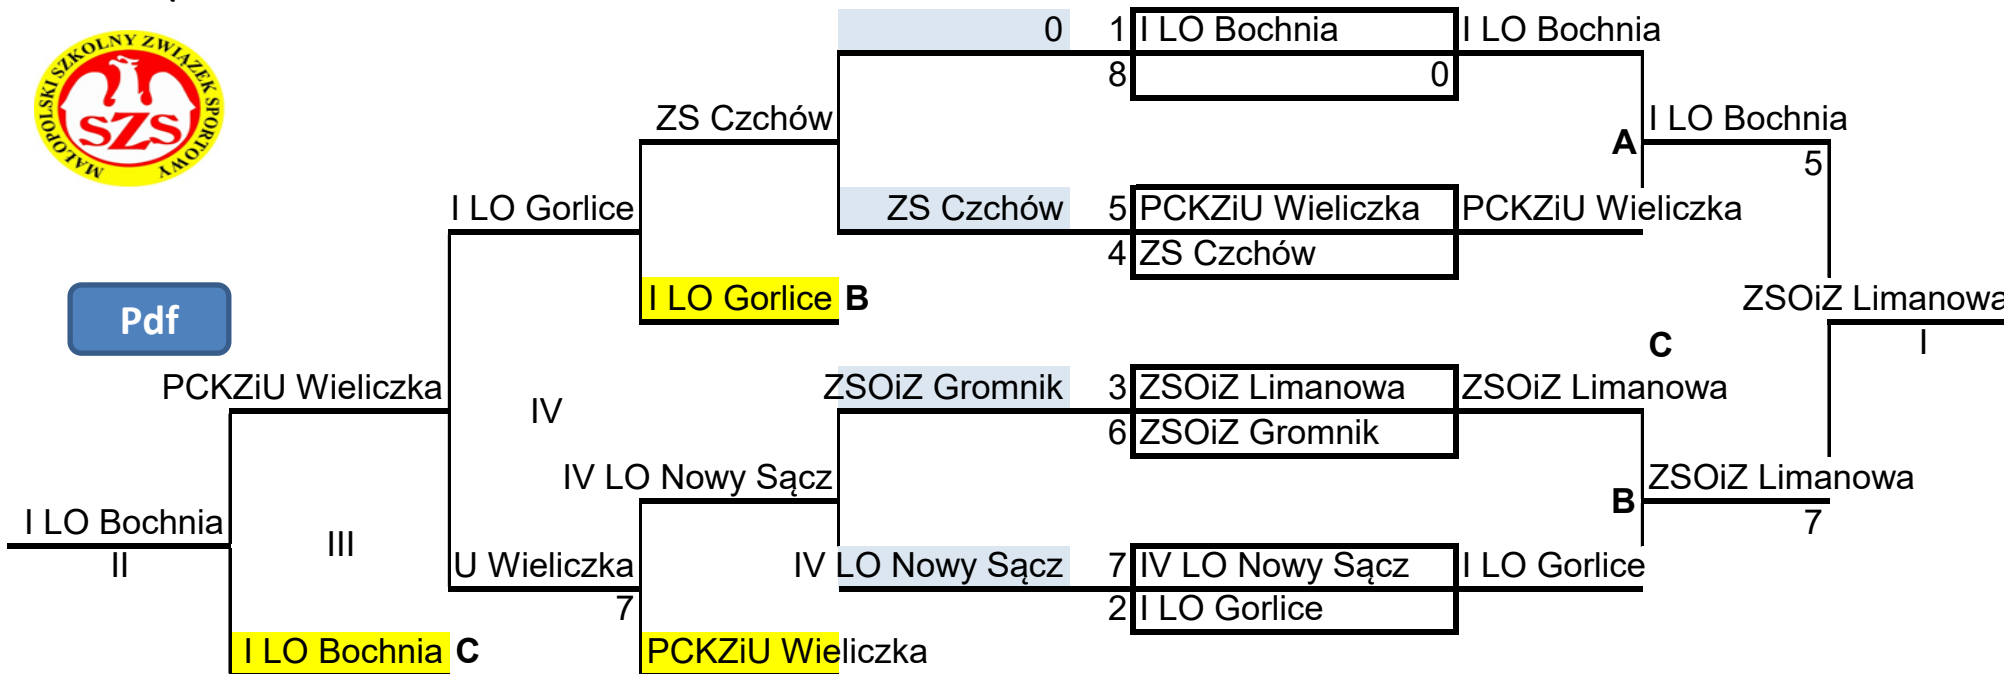 MAŁOPOLSKI SZKOLNY ZWIĄZEK SPORTOWY
SZS
0 1 I LO Bochnia I LO Bochnia
8 0
ZS Czchów I LO Bochnia
A
5
I LO Gorlice ZS Czchów 5 PCKZiU Wieliczka PCKZiU Wieliczka
4 ZS Czchów
Pdf
I LO Gorlice B ZSOiZ Limanowa
I
C
PCKZiU Wieliczka ZSOiZ Gromnik 3 ZSOiZ Limanowa ZSOiZ Limanowa
IV
6 ZSOiZ Gromnik
IV LO Nowy Sącz ZSOiZ Limanowa
B
7
I LO Bochnia
II
III
U Wieliczka IV LO Nowy Sącz 7 IV LO Nowy Sącz I LO Gorlice
7 2 I LO Gorlice
I LO Bochnia C PCKZiU Wieliczka